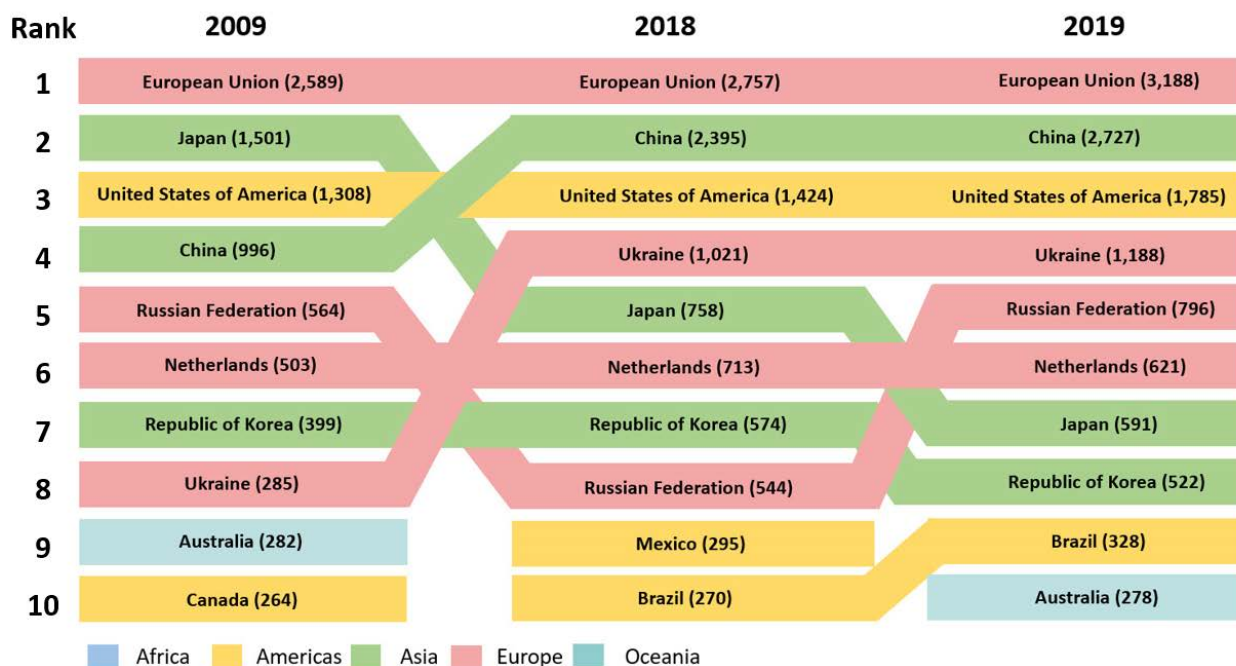 Rank 2009 2018 2019
1 European Union (2,589) European Union (2,757) European Union (3,188)
2 Japan (1,501) China (2,395) China (2,727)
3 United States of America (1,308) United States of America (1,424) United States of America (1,785)
4 China (996) Ukraine (1,021) Ukraine (1,188)
5 Russian Federation (564) Japan (758) Russian Federation (796)
6 Netherlands (503) Netherlands (713) Netherlands (621)
7 Republic of Korea (399) Republic of Korea (574) Japan (591)
8 Ukraine (285) Russian Federation (544) Republic of Korea (522)
9 Australia (282) Mexico (295) Brazil (328)
10 Canada (264) Brazil (270) Australia (278)
Africa Americas Asia Europe Oceania